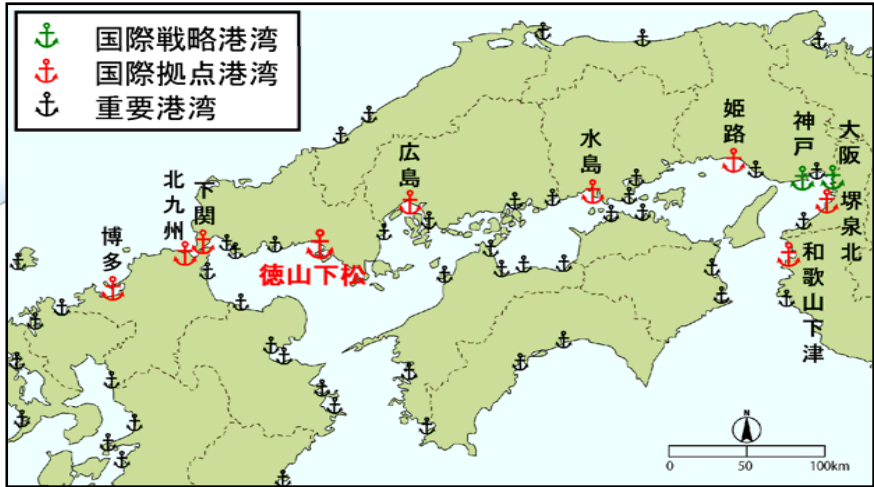 国際戦略港湾
国際拠点港湾
重要港湾
博多
北九州
下関
徳山下松
広島
水島
姫路
神戸
大阪
堺泉北
和歌山下津
N
0 50 100km